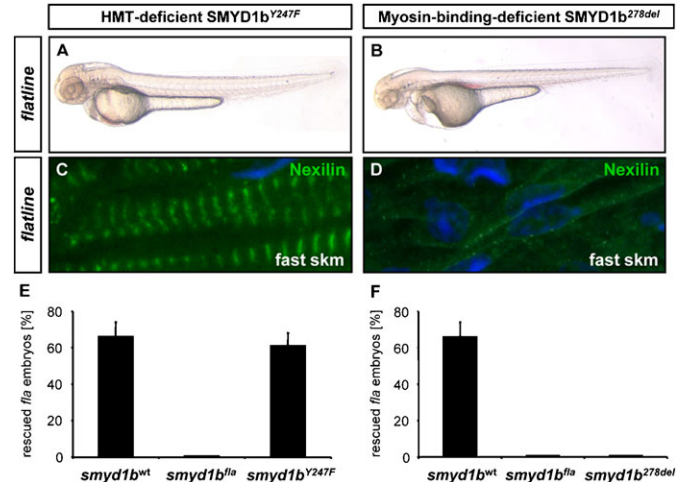 HMT-deficient SMYD1bY247F
Myosin-binding-deficient SMYD1b278del
flatline
A
B
flatline
C
Nexilin
fast skm
D
Nexilin
fast skm
E
rescued fla embryos [%]
80
60
40
20
0
smyd1bwt
smyd1bfla
smyd1bY247F
F
rescued fla embryos [%]
80
60
40
20
0
smyd1bwt
smyd1bfla
smyd1b278del